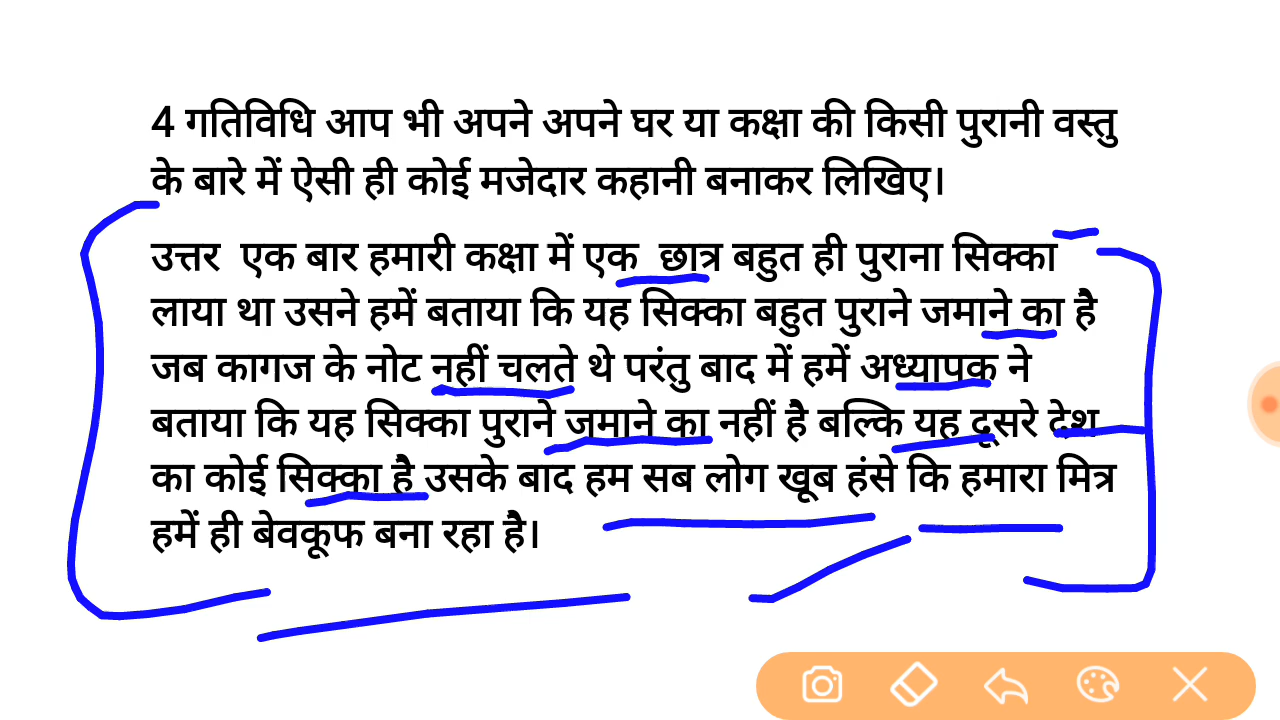 4 गतिविधि आप भी अपने अपने घर या कक्षा की किसी पुरानी वस्तु
के बारे में ऐसी ही कोई मजेदार कहानी बनाकर लिखिए।
उत्तर एक बार हमारी कक्षा में एक छात्र बहुत ही पुराना सिक्का
लाया था उसने हमें बताया कि यह सिक्का बहुत पुराने जमाने का है
जब कागज के नोट नहीं चलते थे परंतु बाद में हमें अध्यापक ने
बताया कि यह सिक्का पुराने जमाने का नहीं है बल्कि यह दूसरे देश
का कोई सिक्का है उसके बाद हम सब लोग खूब हंसे कि हमारा मित्र
हमें ही बेवकूफ बना रहा है।